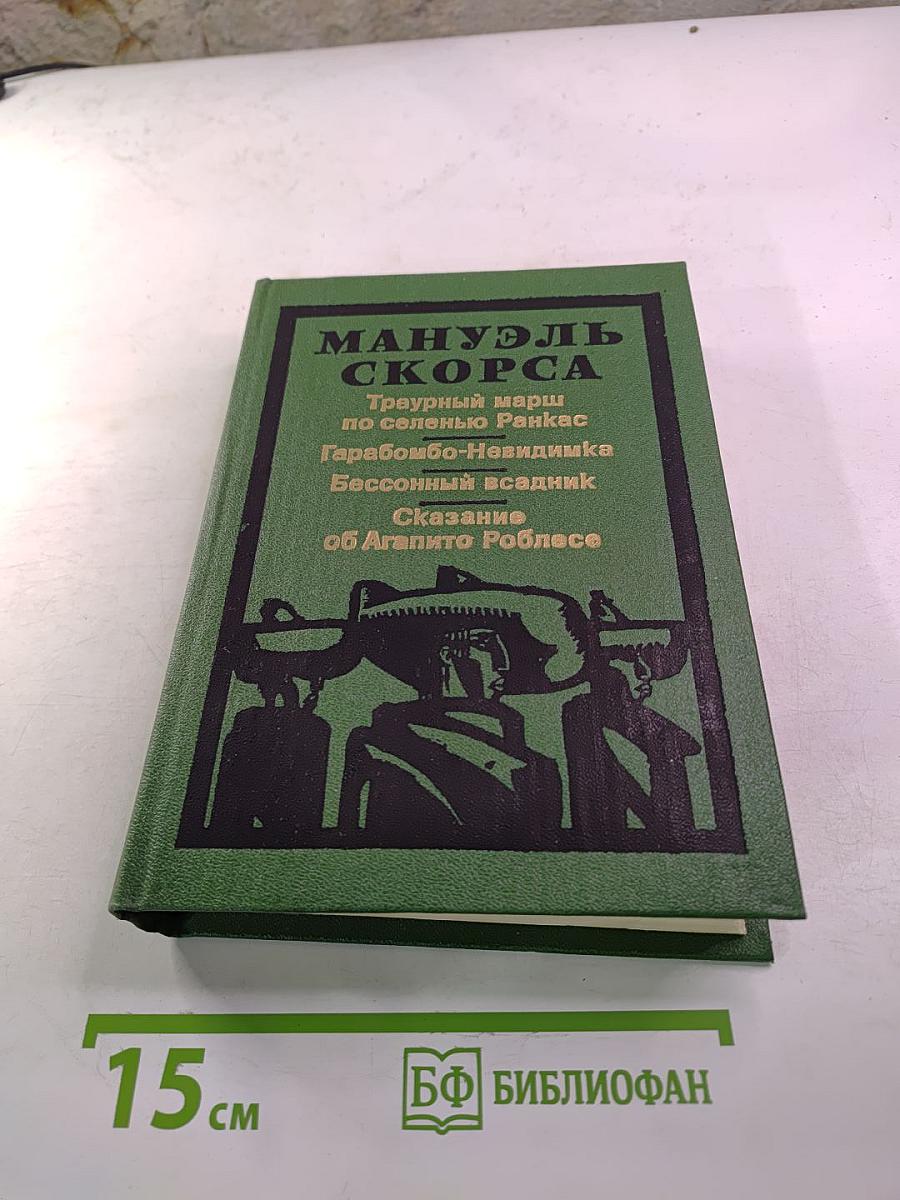 МАНУЭЛЬ
СКОРСА
Траурный марш
по селенью Ранкас
Гарабомбо-Невидимка
Бессонный всадник
Сказание
об Агапито Роблесе
15 см
БФ БИБЛИОФАН